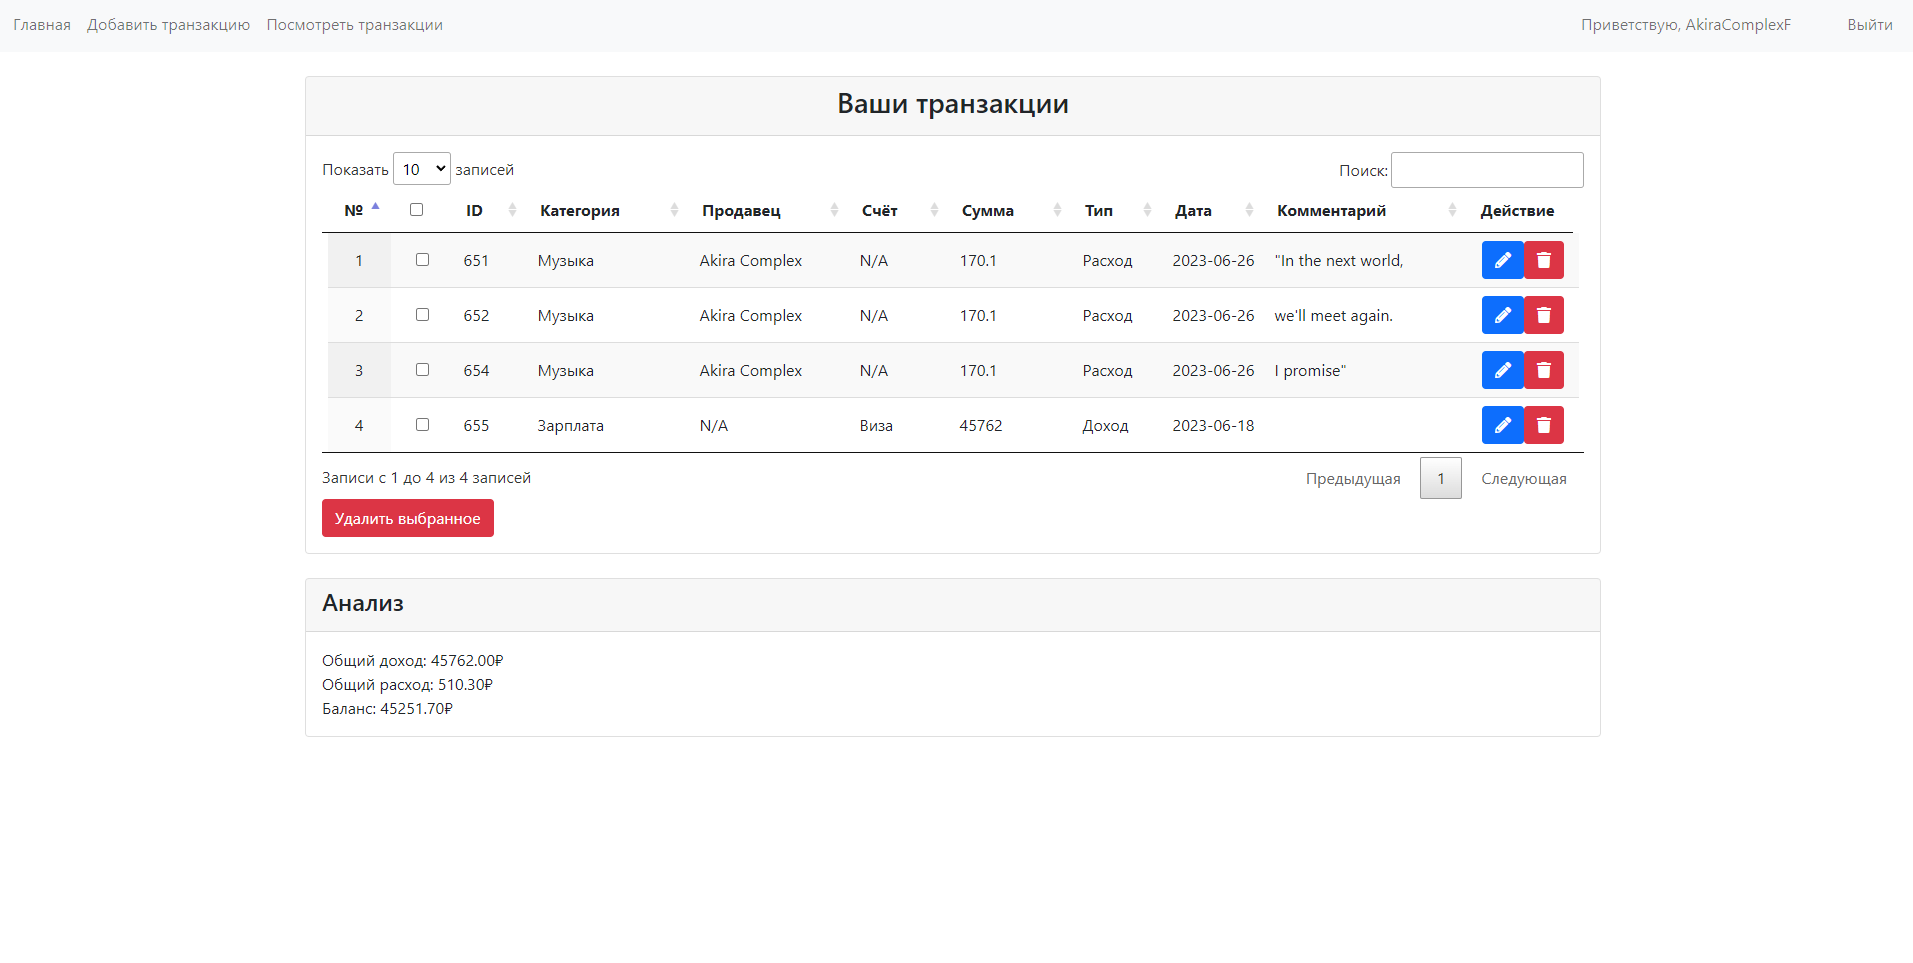 Главная Добавить транзакцию Посмотреть транзакции Приветствую, AkiraComplexF Выйти
Ваши транзакции
Показать 10 записей Поиск:
№ ID Категория Продавец Счёт Сумма Тип Дата Комментарий Действие
1 651 Музыка Akira Complex N/A 170.1 Расход 2023-06-26 "In the next world,
2 652 Музыка Akira Complex N/A 170.1 Расход 2023-06-26 we'll meet again.
3 654 Музыка Akira Complex N/A 170.1 Расход 2023-06-26 I promise"
4 655 Зарплата N/A Виза 45762 Доход 2023-06-18
Записи с 1 до 4 из 4 записей Предыдущая 1 Следующая
Удалить выбранное
Анализ
Общий доход: 45762.00₽
Общий расход: 510.30₽
Баланс: 45251.70₽